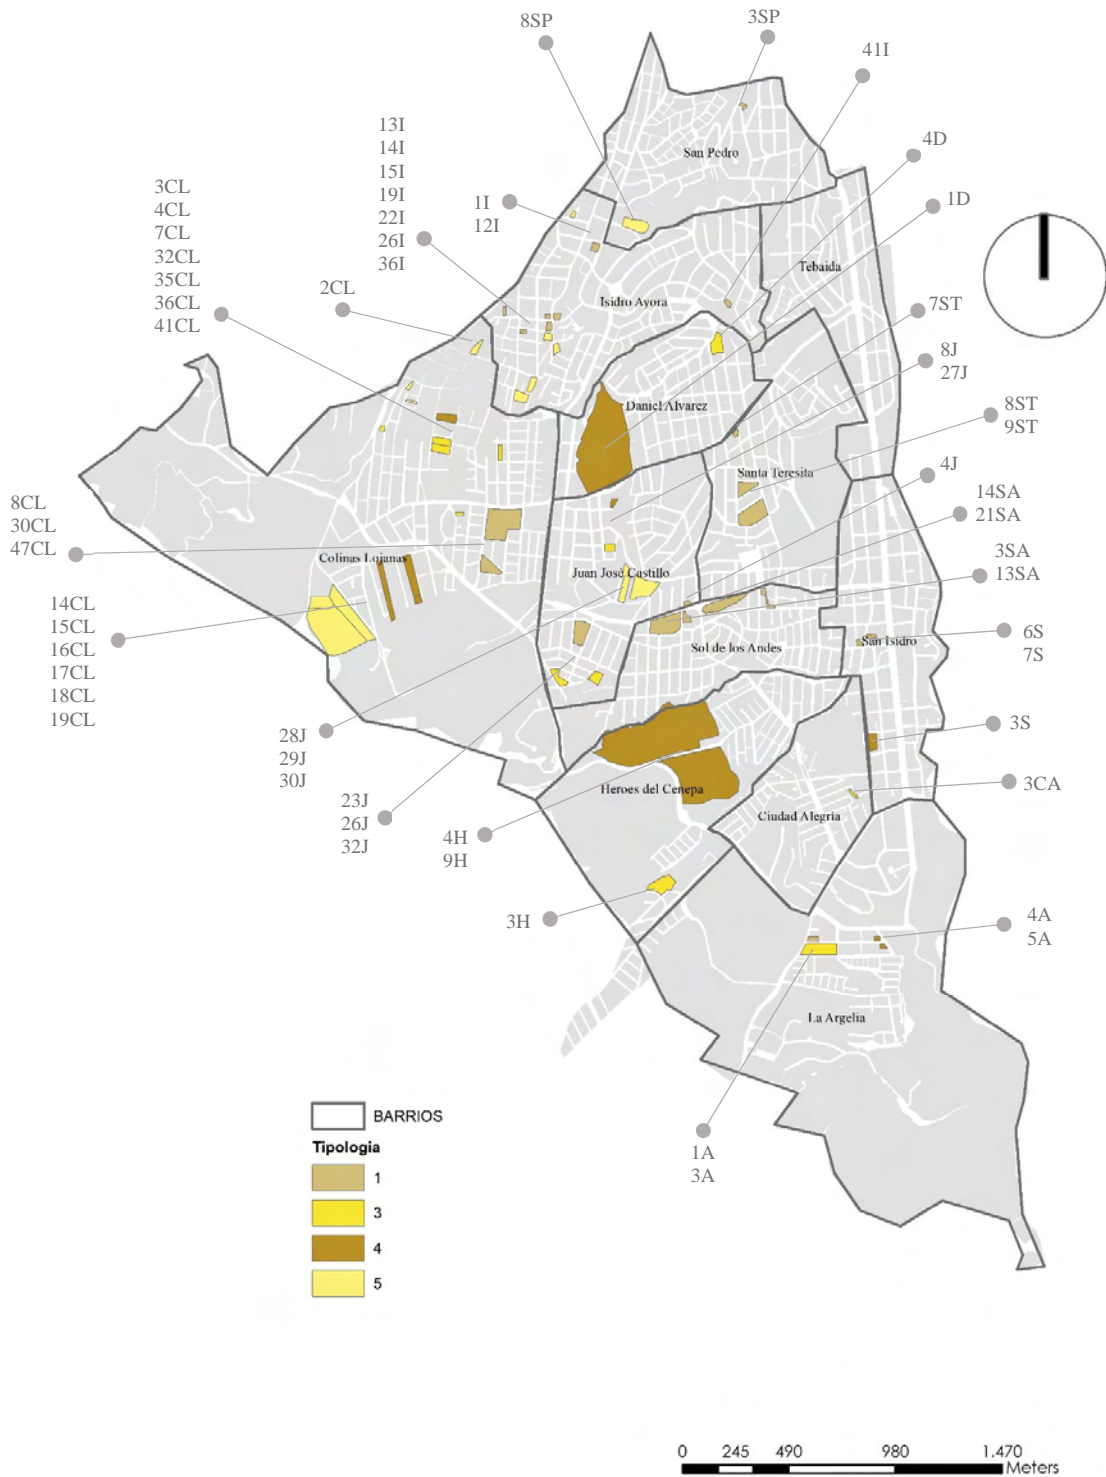 8SP
3SP
41I
13I
14I
15I
19I
22I
26I
36I
4D
San Pedro
3CL
4CL
7CL
32CL
35CL
36CL
41CL
1I
12I
1D
Tebaida
2CL
Isidro Ayora
7ST
8J
27J
8ST
9ST
Daniel Alvarez
Santa Teresita
4J
14SA
21SA
8CL
30CL
47CL
Colinas Lojanas
Juan José Castillo
3SA
13SA
14CL
15CL
16CL
17CL
18CL
19CL
Sol de los Andes
San Isidro
6S
7S
3S
28J
29J
30J
23J
26J
32J
Heroes del Cenepa
3CA
Ciudad Alegria
4H
9H
3H
4A
5A
La Argelia
1A
3A
BARRIOS
Tipologia
1
3
4
5
0 245 490 980 1.470
Meters